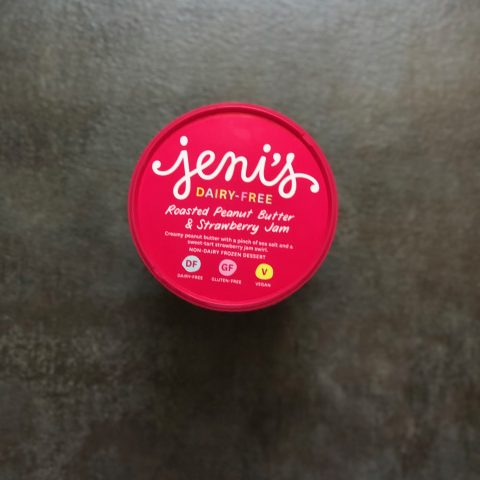 jeni's
DAIRY-FREE
Roasted Peanut Butter
& Strawberry Jam
Creamy peanut butter with a pinch of sea salt and a
sweet-tart strawberry jam swirl.
NON-DAIRY FROZEN DESSERT
DF GF V
DAIRY-FREE GLUTEN-FREE VEGAN